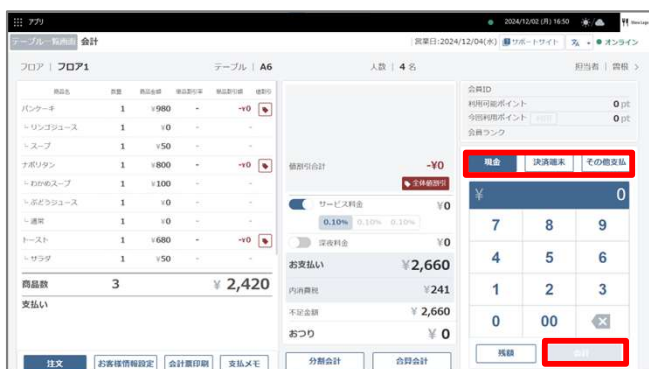 アプリ
2024/12/02 (月) 16:50
テーブル一覧画面 会計
営業日:2024/12/04(水) サポートサイト オンライン
フロア | フロア1 テーブル | A6 人数 | 4 名 担当者 | 曽根 >
商品名 数量 商品金額 値割引
パンケーキ 1 ¥980 - -¥0
└ リンゴジュース 1 ¥0 - -
└ スープ 1 ¥50 - -
ナポリタン 1 ¥800 - -¥0
└ わかめスープ 1 ¥100 - -
└ ぶどうジュース 1 ¥0 - -
└ 通常 1 ¥0 - -
トースト 1 ¥680 - -¥0
└ サラダ 1 ¥50 - -
商品数 3 ¥ 2,420
支払い
注文 お客様情報設定 会計票印刷 支払メモ
値割引合計 -¥0
全体値割引
サービス料金 ¥0
0.10% 0.10% 0.10%
深夜料金 ¥0
お支払い ¥2,660
内消費税 ¥241
不足金額 ¥ 2,660
おつり ¥ 0
分割会計 合算会計
会員ID
利用可能ポイント 0 pt
今回利用ポイント 0 pt
会員ランク
現金 決済端末 その他支払
¥ 0
7 8 9
4 5 6
1 2 3
0 00
残額 会計